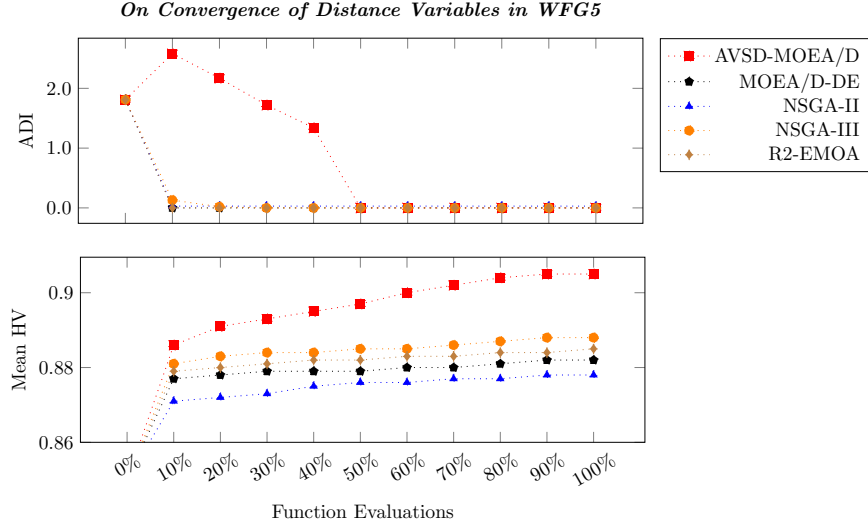 On Convergence of Distance Variables in WFG5
2.0
1.0
0.0
ADI
AVSD-MOEA/D
MOEA/D-DE
NSGA-II
NSGA-III
R2-EMOA
0.9
0.88
0.86
Mean HV
0% 10% 20% 30% 40% 50% 60% 70% 80% 90% 100%
Function Evaluations